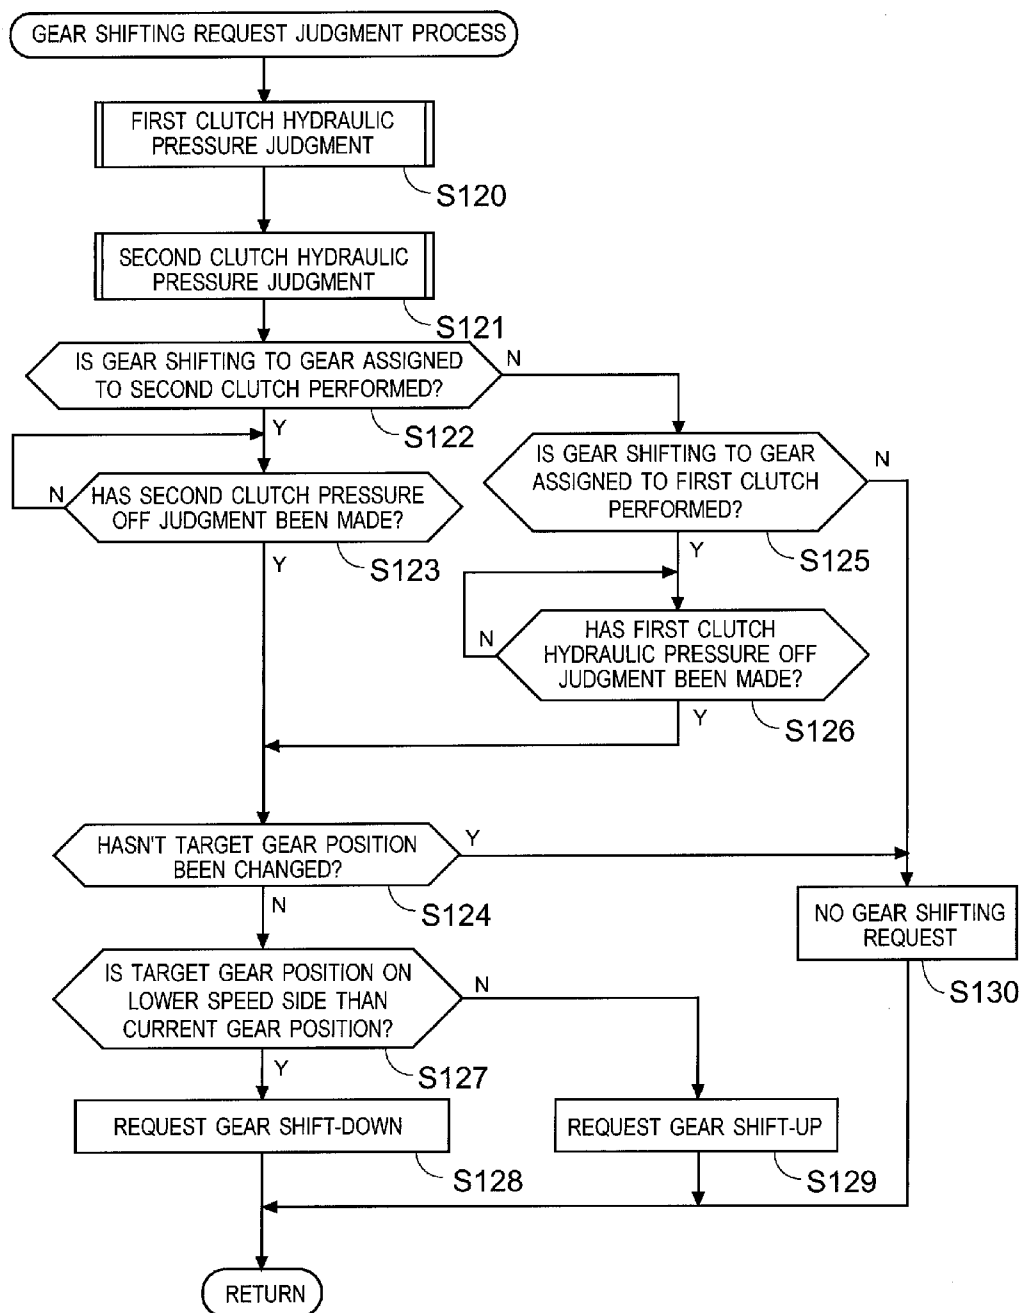 GEAR SHIFTING REQUEST JUDGMENT PROCESS
FIRST CLUTCH HYDRAULIC
PRESSURE JUDGMENT
S120
SECOND CLUTCH HYDRAULIC
PRESSURE JUDGMENT
S121
IS GEAR SHIFTING TO GEAR ASSIGNED
TO SECOND CLUTCH PERFORMED?
N
Y
S122
IS GEAR SHIFTING TO GEAR
ASSIGNED TO FIRST CLUTCH
PERFORMED?
N
Y
S125
HAS SECOND CLUTCH PRESSURE
OFF JUDGMENT BEEN MADE?
N
Y
S123
HAS FIRST CLUTCH
HYDRAULIC PRESSURE OFF
JUDGMENT BEEN MADE?
N
Y
S126
HASN'T TARGET GEAR POSITION
BEEN CHANGED?
Y
N
S124
NO GEAR SHIFTING
REQUEST
S130
IS TARGET GEAR POSITION ON
LOWER SPEED SIDE THAN
CURRENT GEAR POSITION?
N
Y
S127
REQUEST GEAR SHIFT-DOWN
S128
REQUEST GEAR SHIFT-UP
S129
RETURN